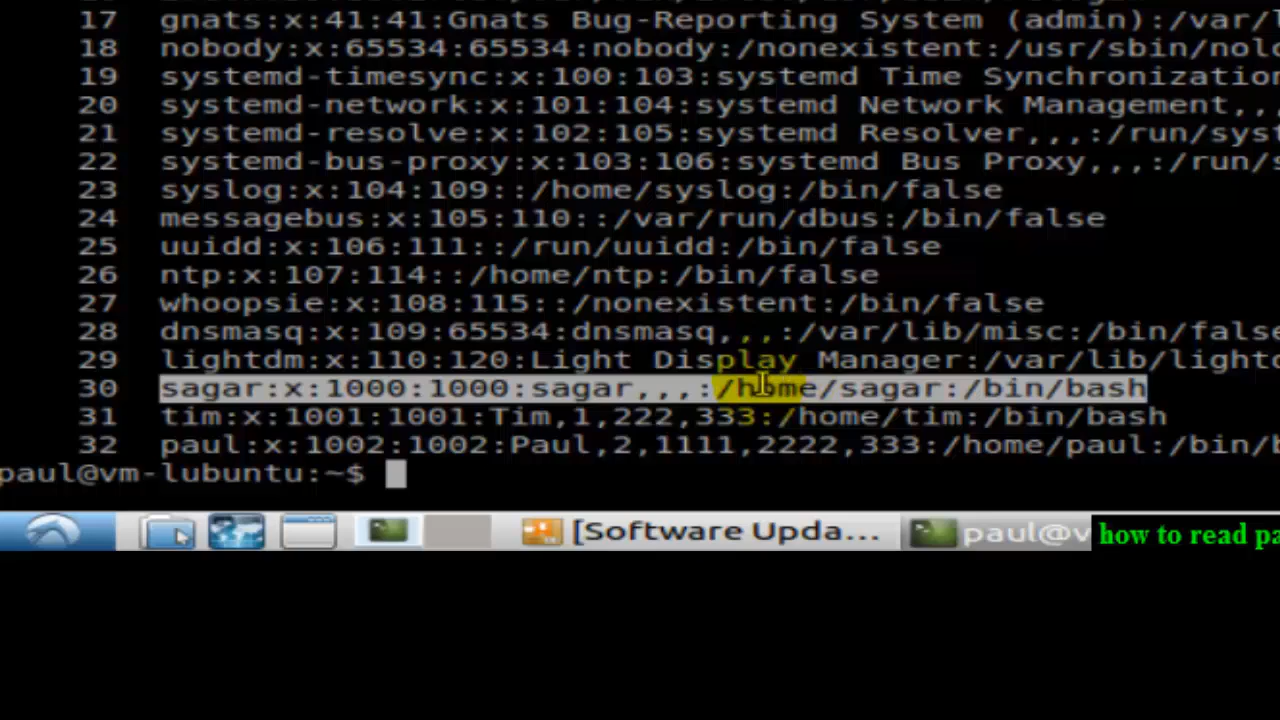 17 gnats:x:41:41:Gnats Bug-Reporting System (admin):/var/l
18 nobody:x:65534:65534:nobody:/nonexistent:/usr/sbin/nolo
19 systemd-timesync:x:100:103:systemd Time Synchronization
20 systemd-network:x:101:104:systemd Network Management,,,
21 systemd-resolve:x:102:105:systemd Resolver,,,:/run/syst
22 systemd-bus-proxy:x:103:106:systemd Bus Proxy,,,:/run/s
23 syslog:x:104:109::/home/syslog:/bin/false
24 messagebus:x:105:110::/var/run/dbus:/bin/false
25 uuidd:x:106:111::/run/uuidd:/bin/false
26 ntp:x:107:114::/home/ntp:/bin/false
27 whoopsie:x:108:115::/nonexistent:/bin/false
28 dnsmasq:x:109:65534:dnsmasq,,,:/var/lib/misc:/bin/false
29 lightdm:x:110:120:Light Display Manager:/var/lib/lightd
30 sagar:x:1000:1000:sagar,,,:/home/sagar:/bin/bash
31 tim:x:1001:1001:Tim,1,222,333:/home/tim:/bin/bash
32 paul:x:1002:1002:Paul,2,1111,2222,333:/home/paul:/bin/b
paul@vm-lubuntu:~$
[Software Upda... paul@v how to read pa